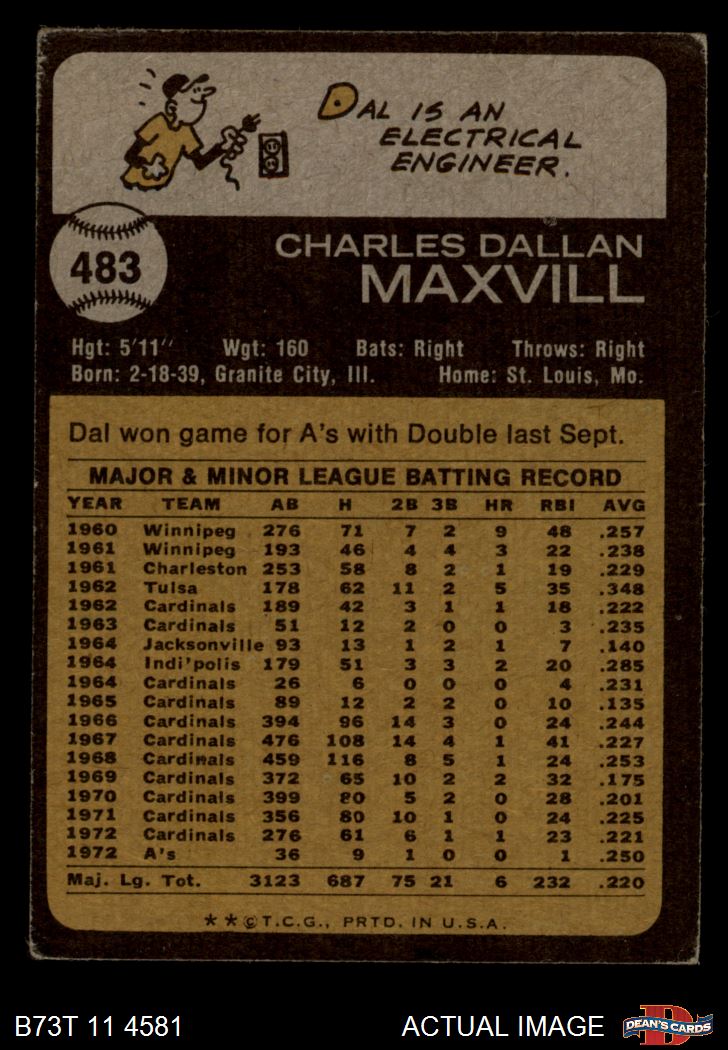 DAL IS AN
ELECTRICAL
ENGINEER.
483
CHARLES DALLAN
MAXVILL
Hgt: 5'11" Wgt: 160 Bats: Right Throws: Right
Born: 2-18-39, Granite City, Ill. Home: St. Louis, Mo.
Dal won game for A's with Double last Sept.
MAJOR & MINOR LEAGUE BATTING RECORD
YEAR TEAM AB H 2B 3B HR RBI AVG
1960 Winnipeg 276 71 7 2 9 48 .257
1961 Winnipeg 193 46 4 4 3 22 .238
1961 Charleston 253 58 8 2 1 19 .229
1962 Tulsa 178 62 11 2 5 35 .348
1962 Cardinals 189 42 3 1 1 18 .222
1963 Cardinals 51 12 2 0 0 3 .235
1964 Jacksonville 93 13 1 2 1 7 .140
1964 Indi'polis 179 51 3 3 2 20 .285
1964 Cardinals 26 6 0 0 0 4 .231
1965 Cardinals 89 12 2 2 0 10 .135
1966 Cardinals 394 96 14 3 0 24 .244
1967 Cardinals 476 108 14 4 1 41 .227
1968 Cardinals 459 116 8 5 1 24 .253
1969 Cardinals 372 65 10 2 2 32 .175
1970 Cardinals 399 80 5 2 0 28 .201
1971 Cardinals 356 80 10 1 0 24 .225
1972 Cardinals 276 61 6 1 1 23 .221
1972 A's 36 9 1 0 0 1 .250
Maj. Lg. Tot. 3123 687 75 21 6 232 .220
**©T.C.G., PRTD. IN U.S.A.
B73T 11 4581 ACTUAL IMAGE DEAN'S CARDS